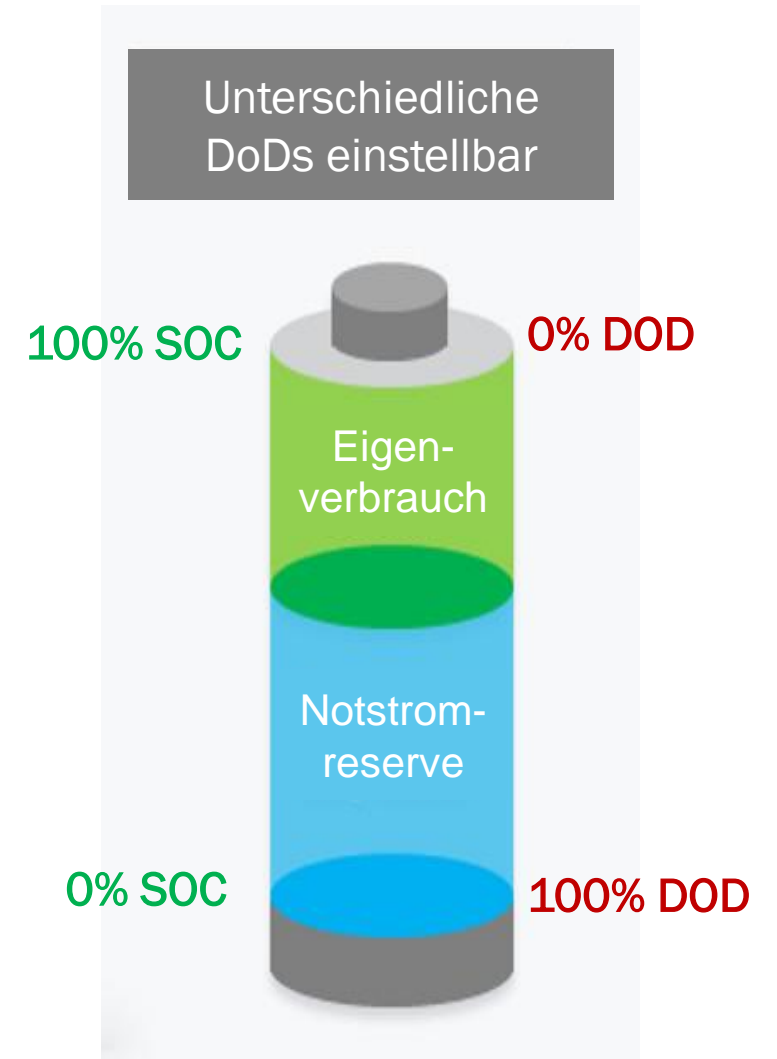 Unterschiedliche
DoDs einstellbar
100% SOC
0% DOD
Eigen-
verbrauch
Notstrom-
reserve
0% SOC
100% DOD